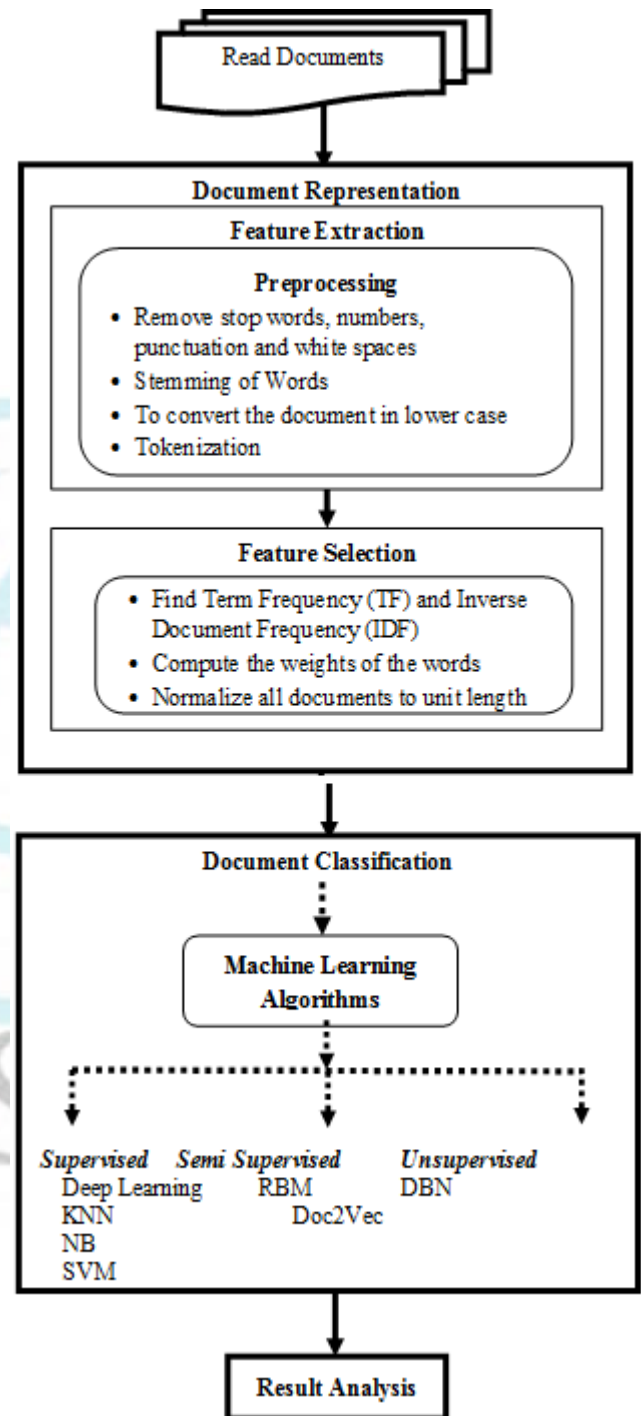 Read Documents
Document Representation
Feature Extraction
Preprocessing
• Remove stop words, numbers,
punctuation and white spaces
• Stemming of Words
• To convert the document in lower case
• Tokenization
Feature Selection
• Find Term Frequency (TF) and Inverse
Document Frequency (IDF)
• Compute the weights of the words
• Normalize all documents to unit length
Document Classification
Machine Learning
Algorithms
Supervised Semi Supervised Unsupervised
Deep Learning RBM DBN
KNN Doc2Vec
NB
SVM
Result Analysis